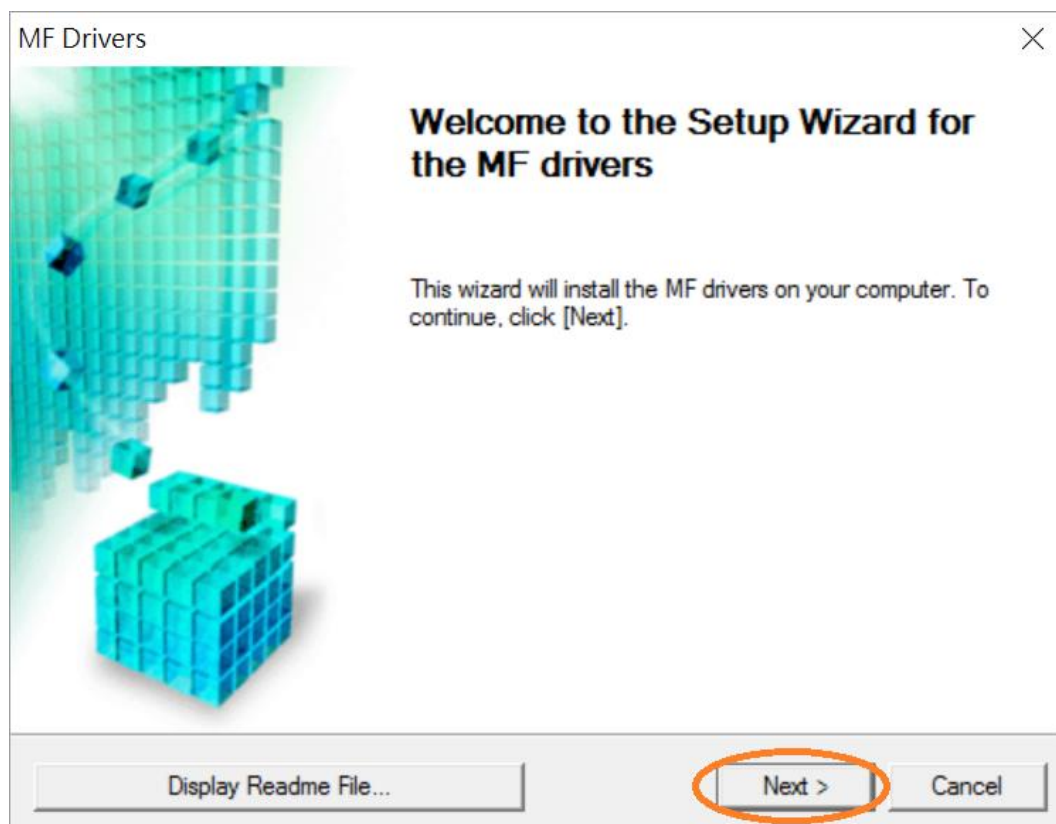 MF Drivers
Welcome to the Setup Wizard for
the MF drivers
This wizard will install the MF drivers on your computer. To
continue, click [Next].
Display Readme File...
Next >
Cancel